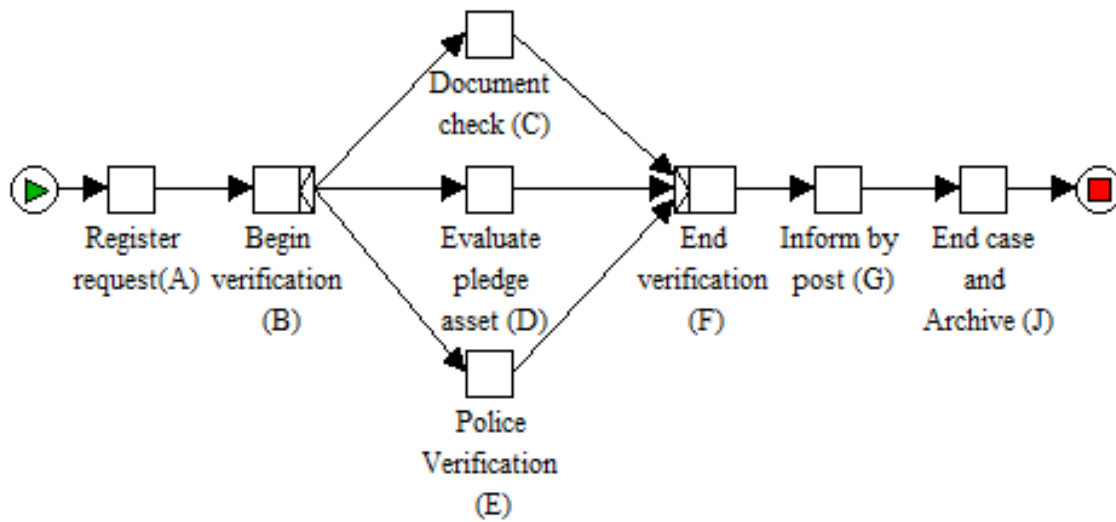 Document
check (C)
Register
request(A)
Begin
verification
(B)
Evaluate
pledge
asset (D)
End
verification
(F)
Inform by
post (G)
End case
and
Archive (J)
Police
Verification
(E)